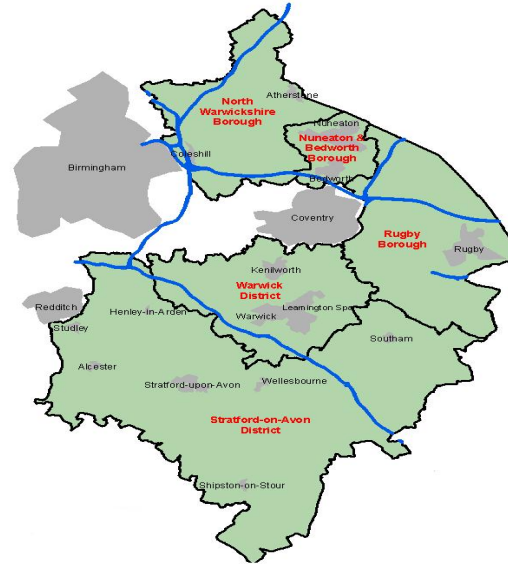 Atherstone
North
Warwickshire
Borough
Nuneaton
Nuneaton &
Bedworth
Borough
Coleshill
Birmingham
Bedworth
Coventry
Rugby
Borough
Rugby
Kenilworth
Warwick
District
Redditch
Henley-in-Arden
Warwick
Leamington Spa
Studley
Southam
Alcester
Stratford-upon-Avon
Wellesbourne
Stratford-on-Avon
District
Shipston-on-Stour